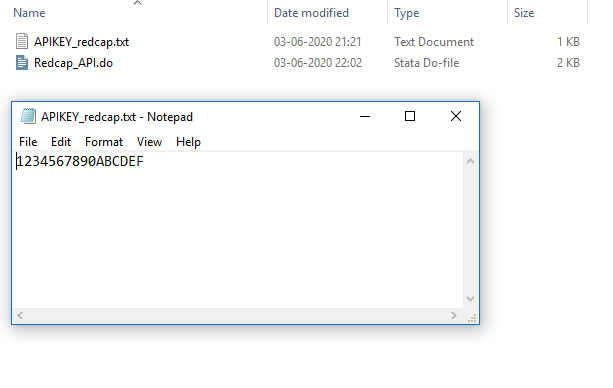 Name Date modified Type Size
APIKEY_redcap.txt 03-06-2020 21:21 Text Document 1 KB
Redcap_API.do 03-06-2020 22:02 Stata Do-file 2 KB
APIKEY_redcap.txt - Notepad
File Edit Format View Help
1234567890ABCDEF